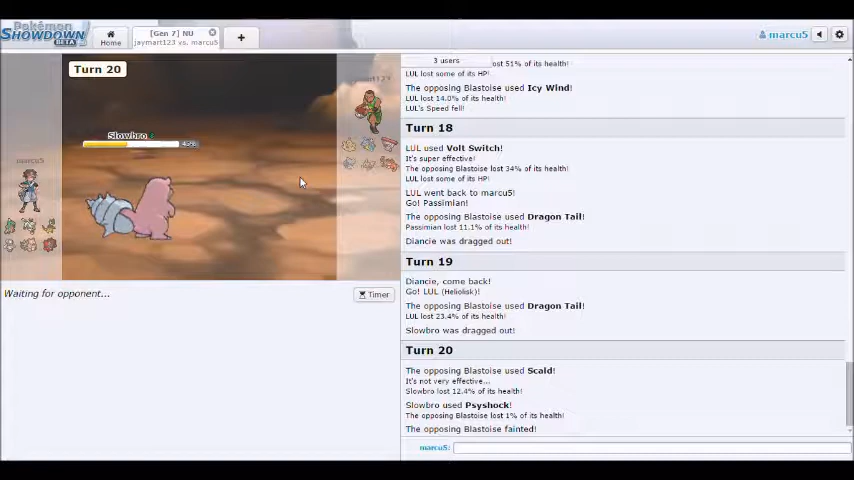 Pokémon
SHOWDOWN
BETA
Home
[Gen 7] NU
jaymart123 vs. marcu5
+
marcu5
Turn 20
Slowbro
45%
marcu5
Waiting for opponent...
Timer
3 users
ost 51% of its health!
LUL lost some of its HP!
The opposing Blastoise used Icy Wind!
LUL lost 14.0% of its health!
LUL's Speed fell!
Turn 18
LUL used Volt Switch!
It's super effective!
The opposing Blastoise lost 34% of its health!
LUL lost some of its HP!
LUL went back to marcu5!
Go! Passimian!
The opposing Blastoise used Dragon Tail!
Passimian lost 11.1% of its health!
Diancie was dragged out!
Turn 19
Diancie, come back!
Go! LUL (Heliolisk)!
The opposing Blastoise used Dragon Tail!
LUL lost 23.4% of its health!
Slowbro was dragged out!
Turn 20
The opposing Blastoise used Scald!
It's not very effective...
Slowbro lost 12.4% of its health!
Slowbro used Psyshock!
The opposing Blastoise lost 1% of its health!
The opposing Blastoise fainted!
marcu5: